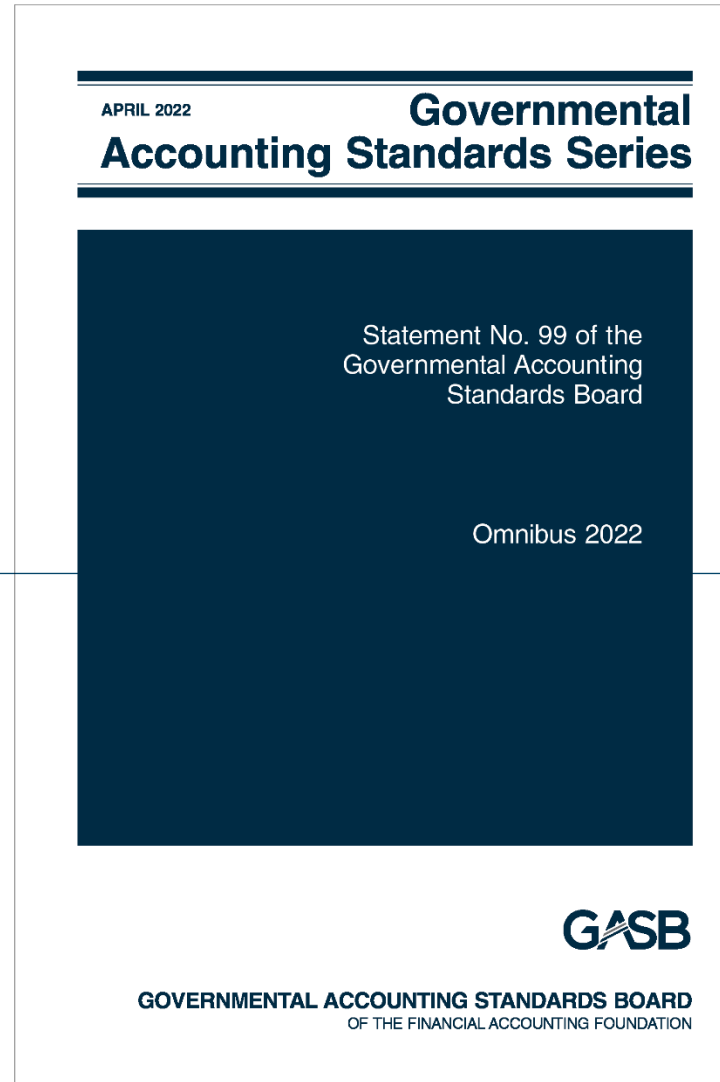 APRIL 2022
Governmental
Accounting Standards Series
Statement No. 99 of the
Governmental Accounting
Standards Board
Omnibus 2022
GASB
GOVERNMENTAL ACCOUNTING STANDARDS BOARD
OF THE FINANCIAL ACCOUNTING FOUNDATION